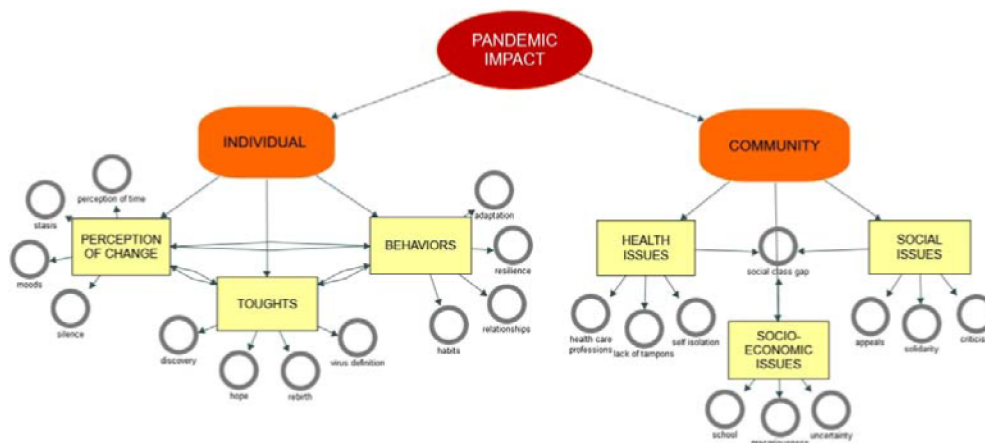 PANDEMIC
IMPACT
INDIVIDUAL
COMMUNITY
perception of time
stasis
adaptation
PERCEPTION
OF CHANGE
BEHAVIORS
HEALTH
ISSUES
SOCIAL
ISSUES
moods
resilience
social class gap
TOUGHTS
silence
relationships
discovery
virus definition
habits
hope
rebirth
health care
professions
lack of tampons
self isolation
SOCIO-
ECONOMIC
ISSUES
appeals
solidarity
school
uncertainty